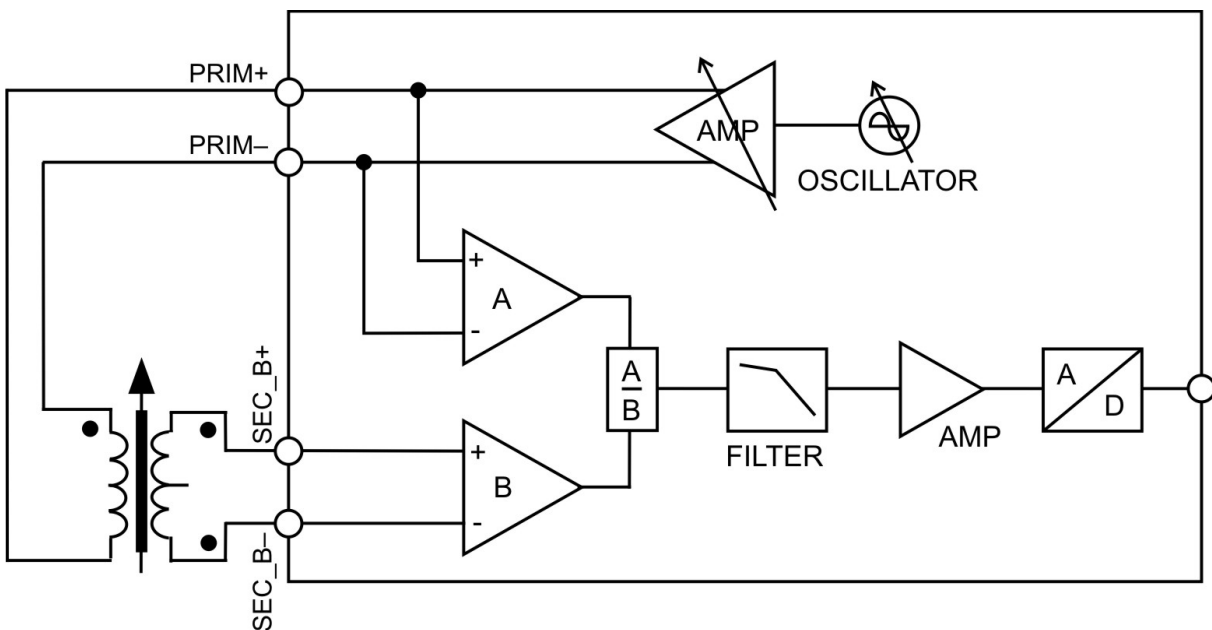 PRIM+
AMP
PRIM–
OSCILLATOR
+
A
-
SEC_B+
A
B
A
D
+
AMP
FILTER
B
-
SEC_B–